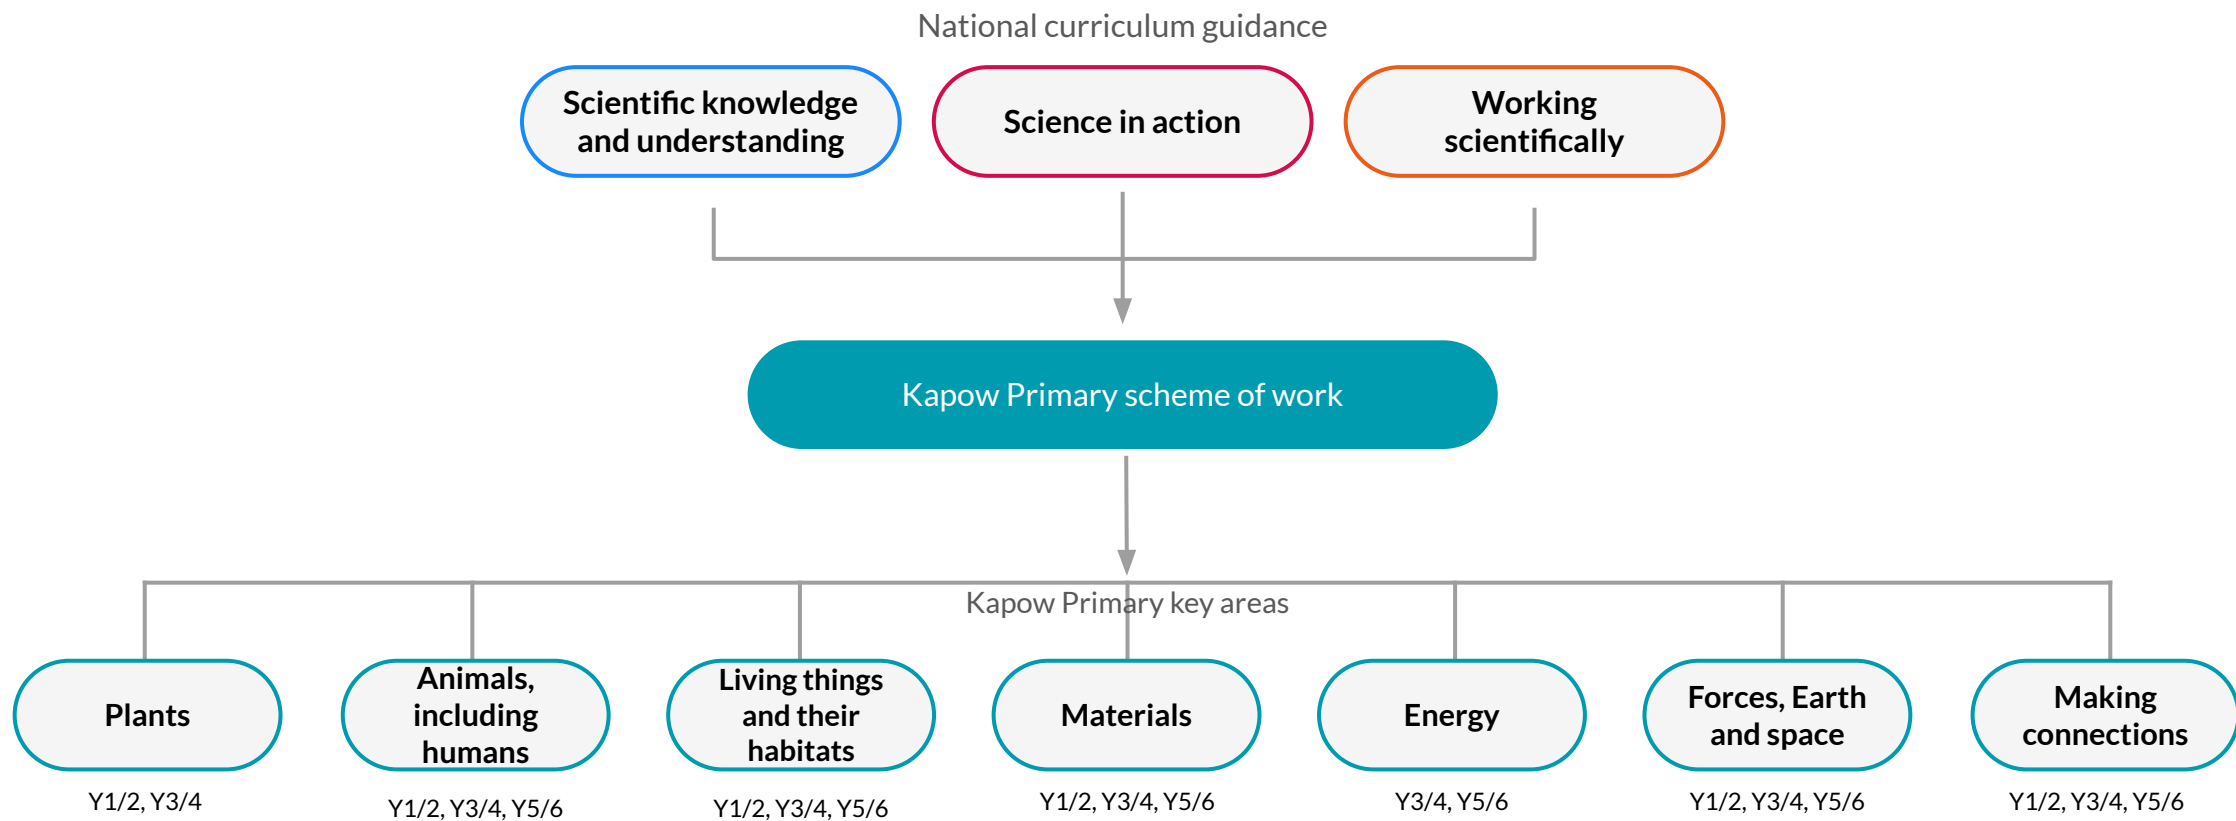 National curriculum guidance
Scientific knowledge
and understanding
Science in action
Working
scientifically
Kapow Primary scheme of work
Kapow Primary key areas
Plants
Y1/2, Y3/4
Animals,
including
humans
Y1/2, Y3/4, Y5/6
Living things
and their
habitats
Y1/2, Y3/4, Y5/6
Materials
Y1/2, Y3/4, Y5/6
Energy
Y3/4, Y5/6
Forces, Earth
and space
Y1/2, Y3/4, Y5/6
Making
connections
Y1/2, Y3/4, Y5/6